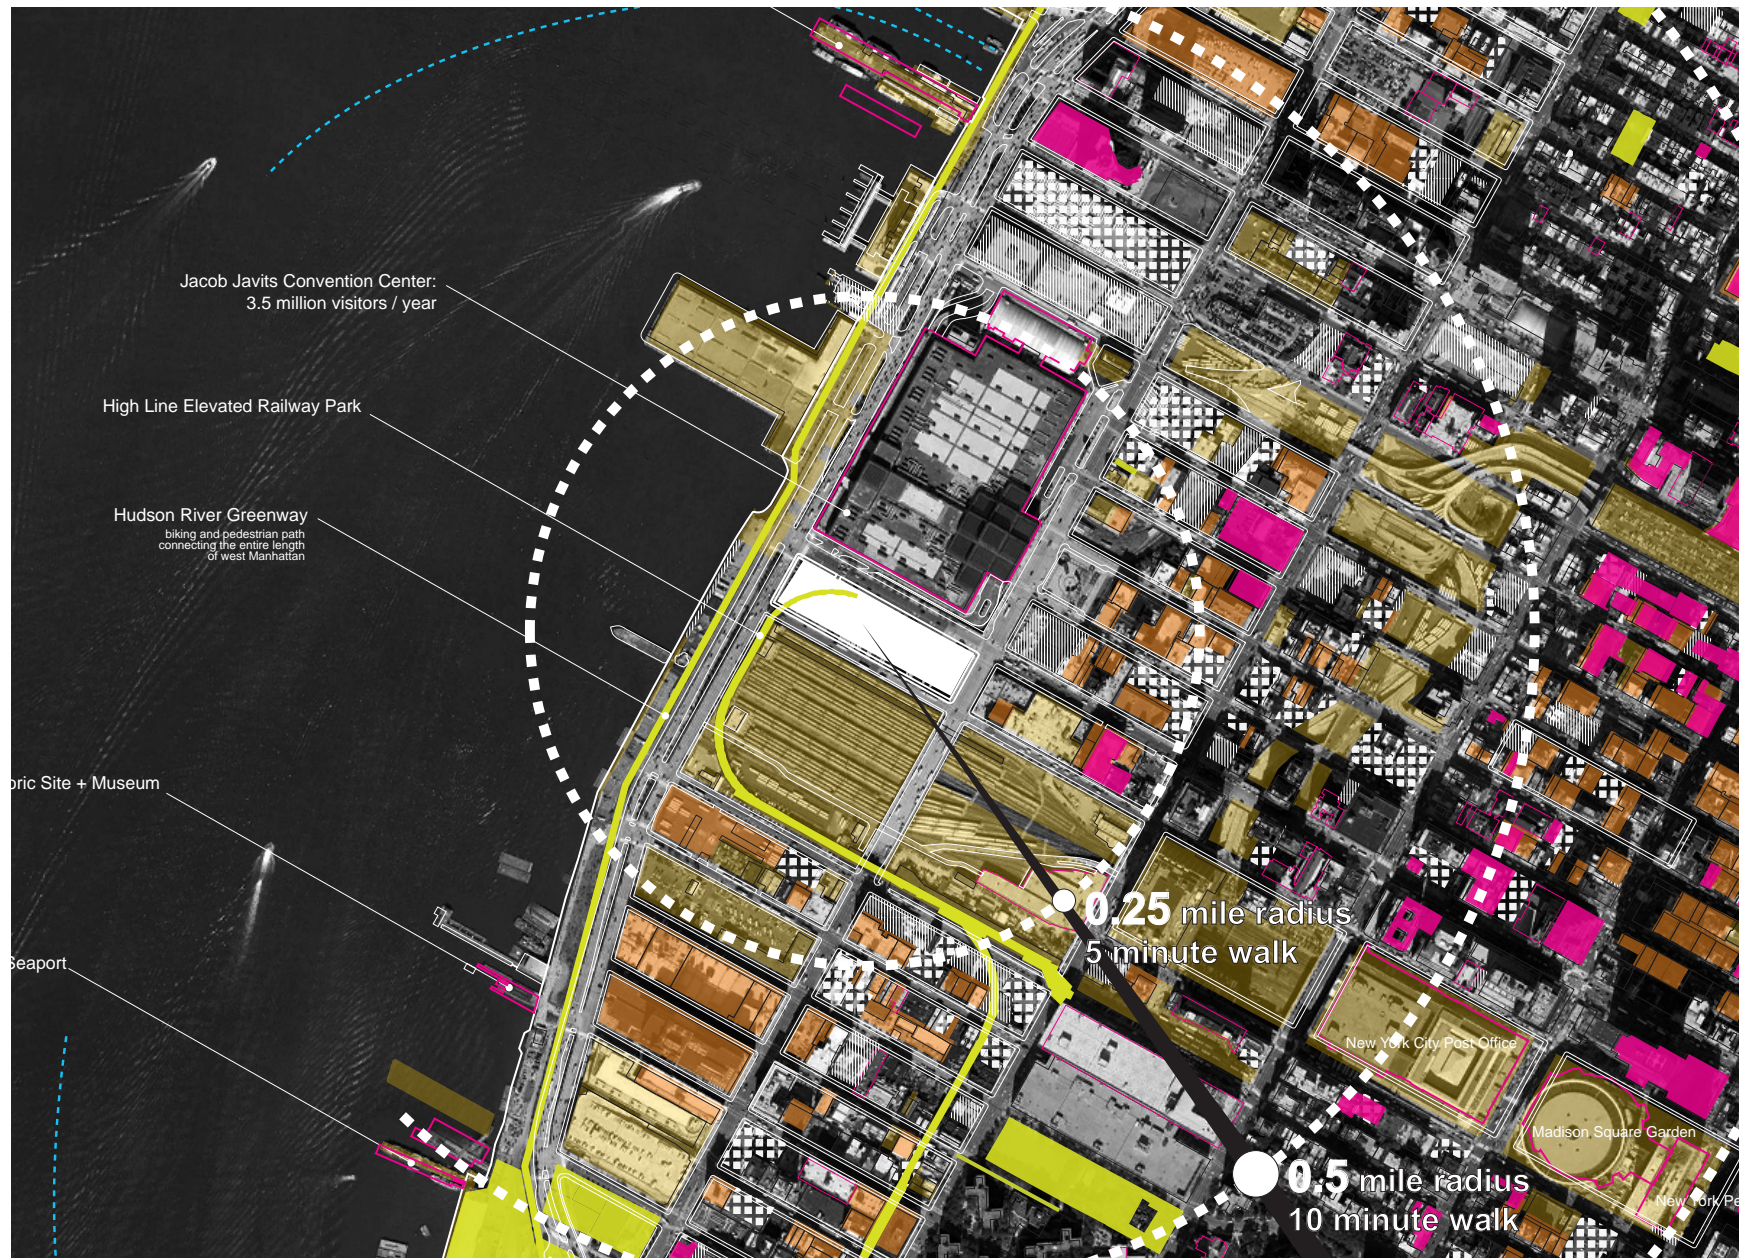 Jacob Javits Convention Center:
3.5 million visitors / year
High Line Elevated Railway Park
Hudson River Greenway
biking and pedestrian path
connecting the entire length
of west Manhattan
oric Site + Museum
0.25 mile radius
5 minute walk
Seaport
New York City Post Office
Madison Square Garden
0.5 mile radius
10 minute walk
New York Pe